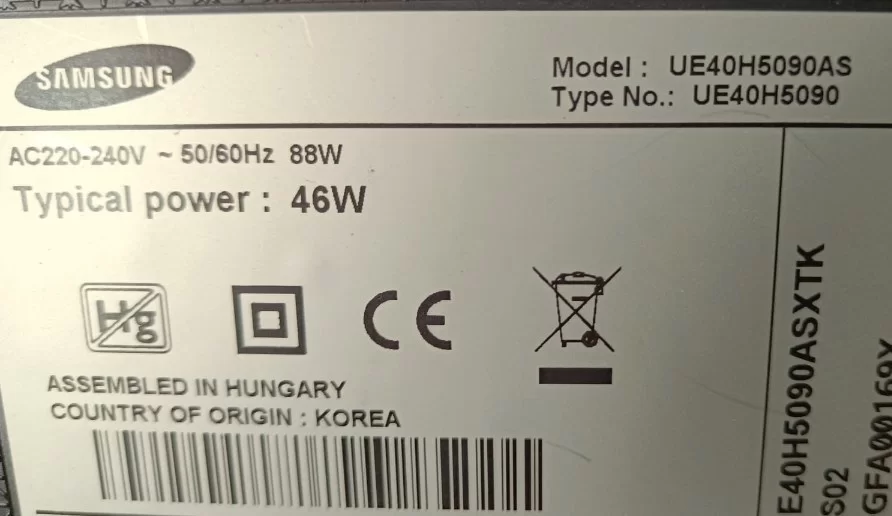 SAMSUNG
Model : UE40H5090AS
Type No.: UE40H5090
AC220-240V ~ 50/60Hz 88W
Typical power : 46W
Hg
CE
ASSEMBLED IN HUNGARY
COUNTRY OF ORIGIN : KOREA
E40H5090ASXTK
S02
GFA00169Y